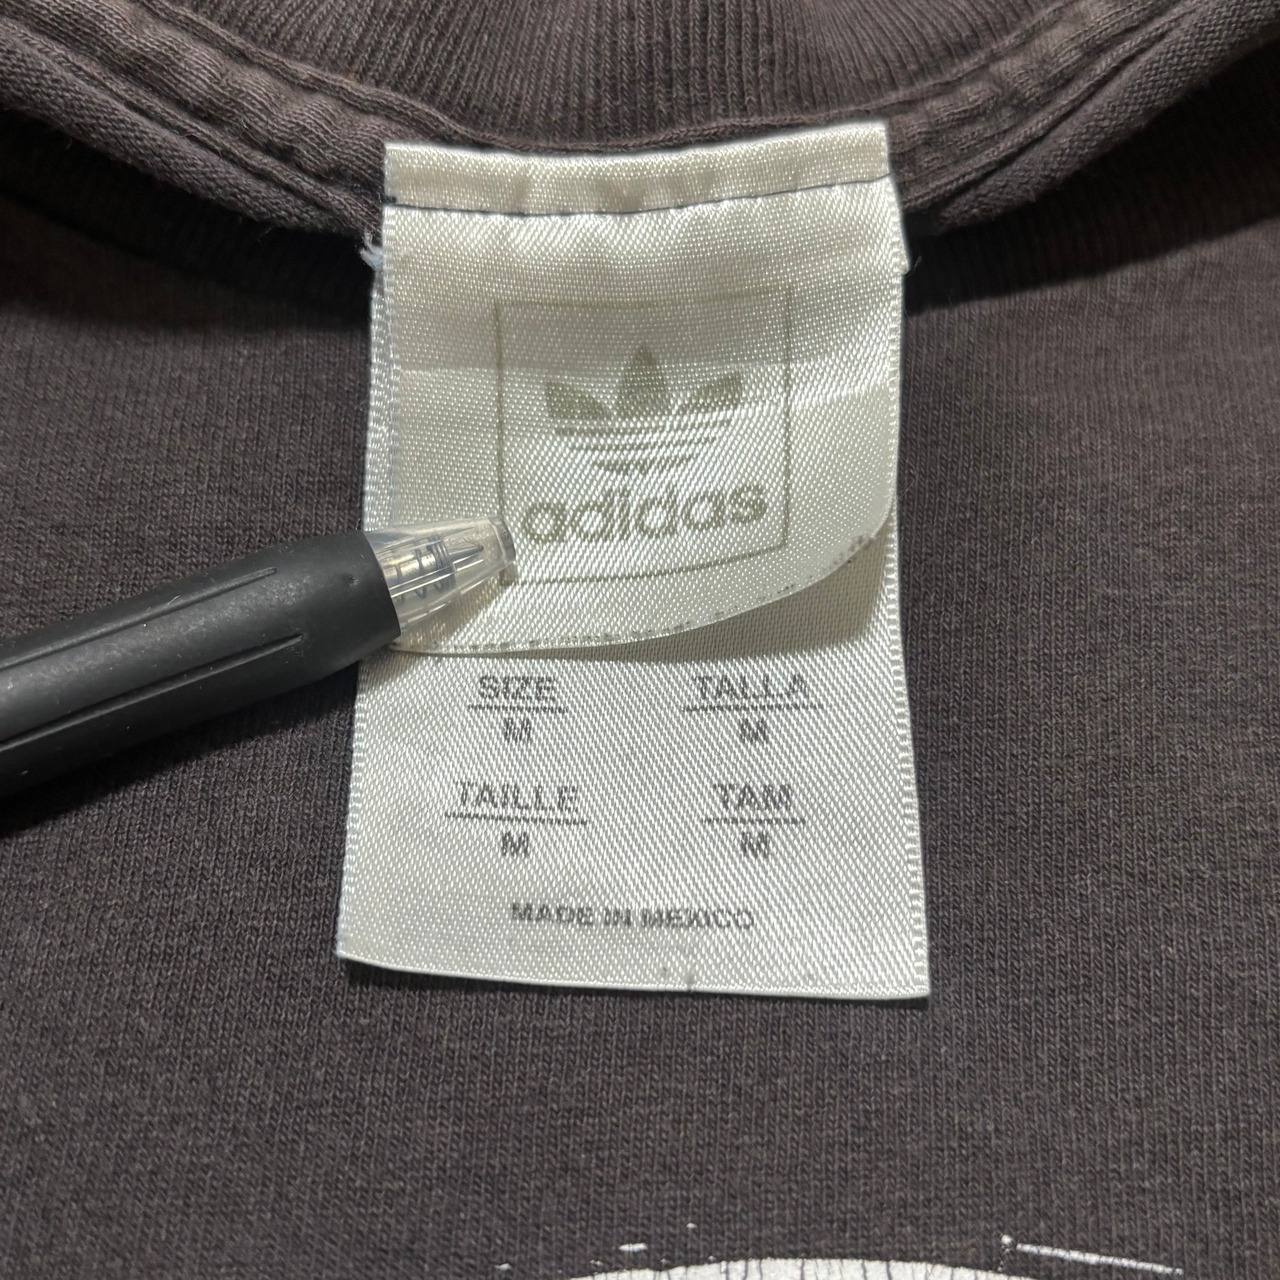 adidas
SIZE TALLA
M M
TAILLE TAM
M M
MADE IN MEXICO